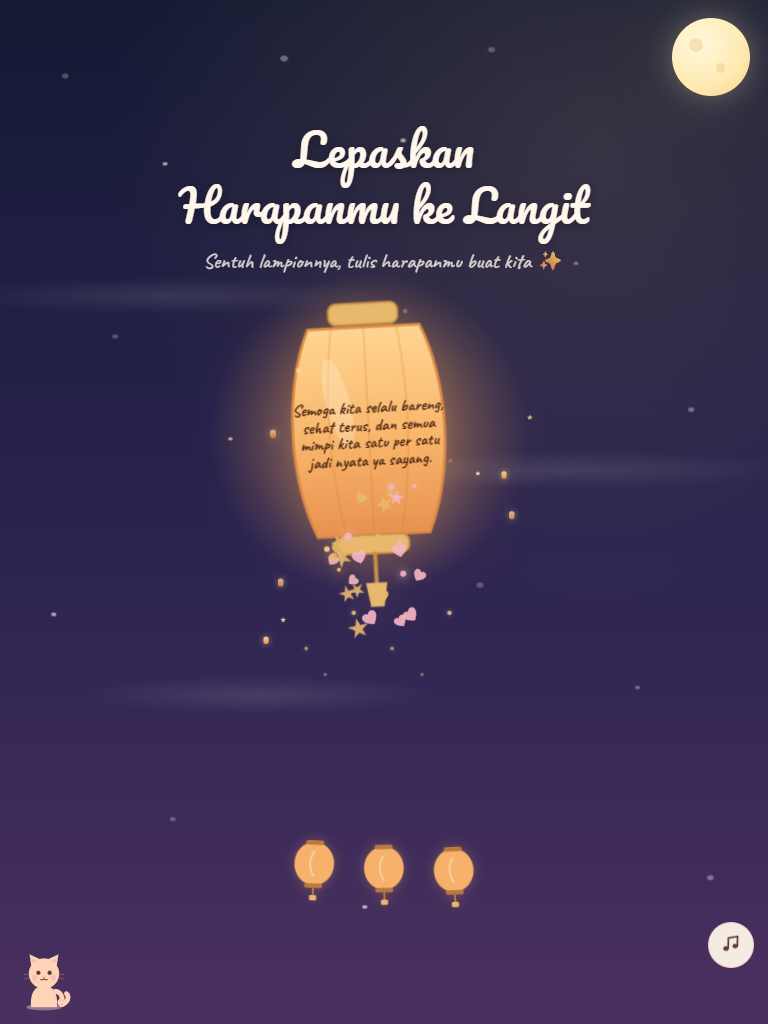 Lepaskan
Harapanmu ke Langit
Sentuh lampionnya, tulis harapanmu buat kita ✨
Semoga kita selalu bareng,
sehat terus, dan semua
mimpi kita satu per satu
jadi nyata ya sayang.